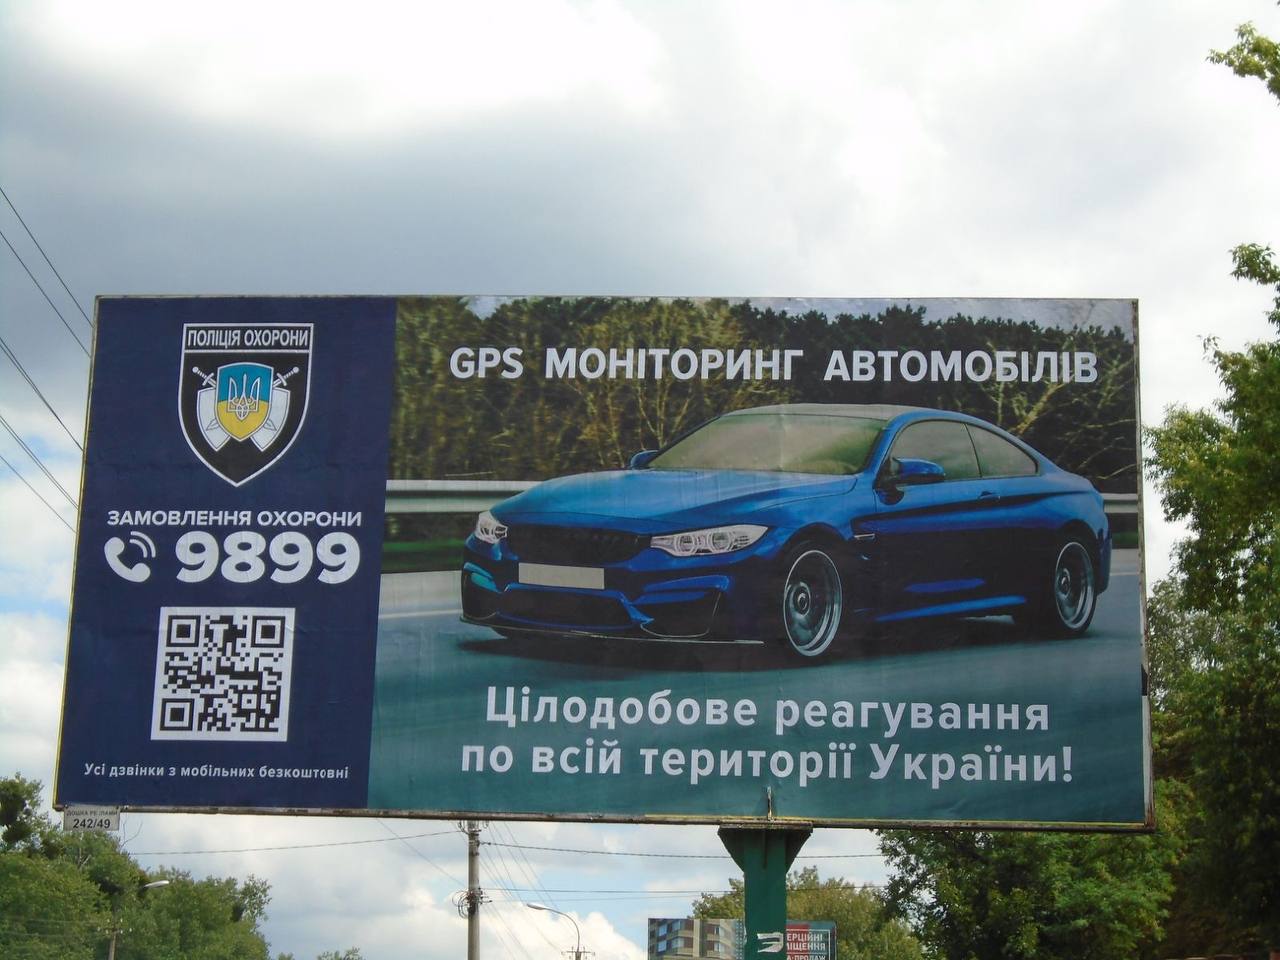 ПОЛІЦІЯ ОХОРОНИ
ЗАМОВЛЕННЯ ОХОРОНИ
9899
Усі дзвінки з мобільних безкоштовні
GPS МОНІТОРИНГ АВТОМОБІЛІВ
Цілодобове реагування
по всій території України!
242/49